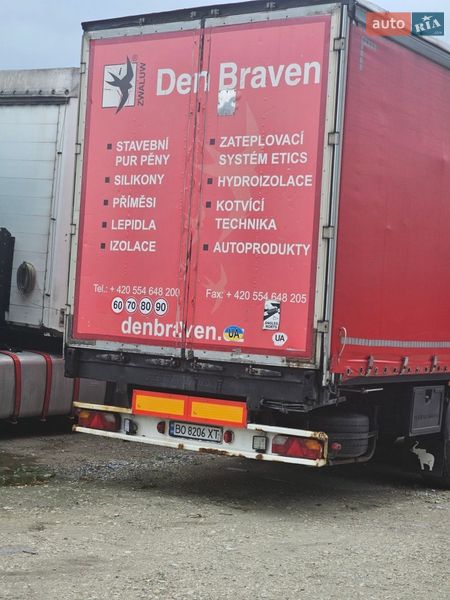 auto RIA
ZWALUW®
Den Braven
STAVEBNÍ
PUR PĚNY
SILIKONY
PŘÍMĚSI
LEPIDLA
IZOLACE
ZATEPLOVACÍ
SYSTÉM ETICS
HYDROIZOLACE
KOTVÍCÍ
TECHNIKA
AUTOPRODUKTY
Tel.: +420 554 648 200
Fax: +420 554 648 205
60 70 80 90
denbraven.
UA
ANGLES
MORTS
UA
BO 8206 XT